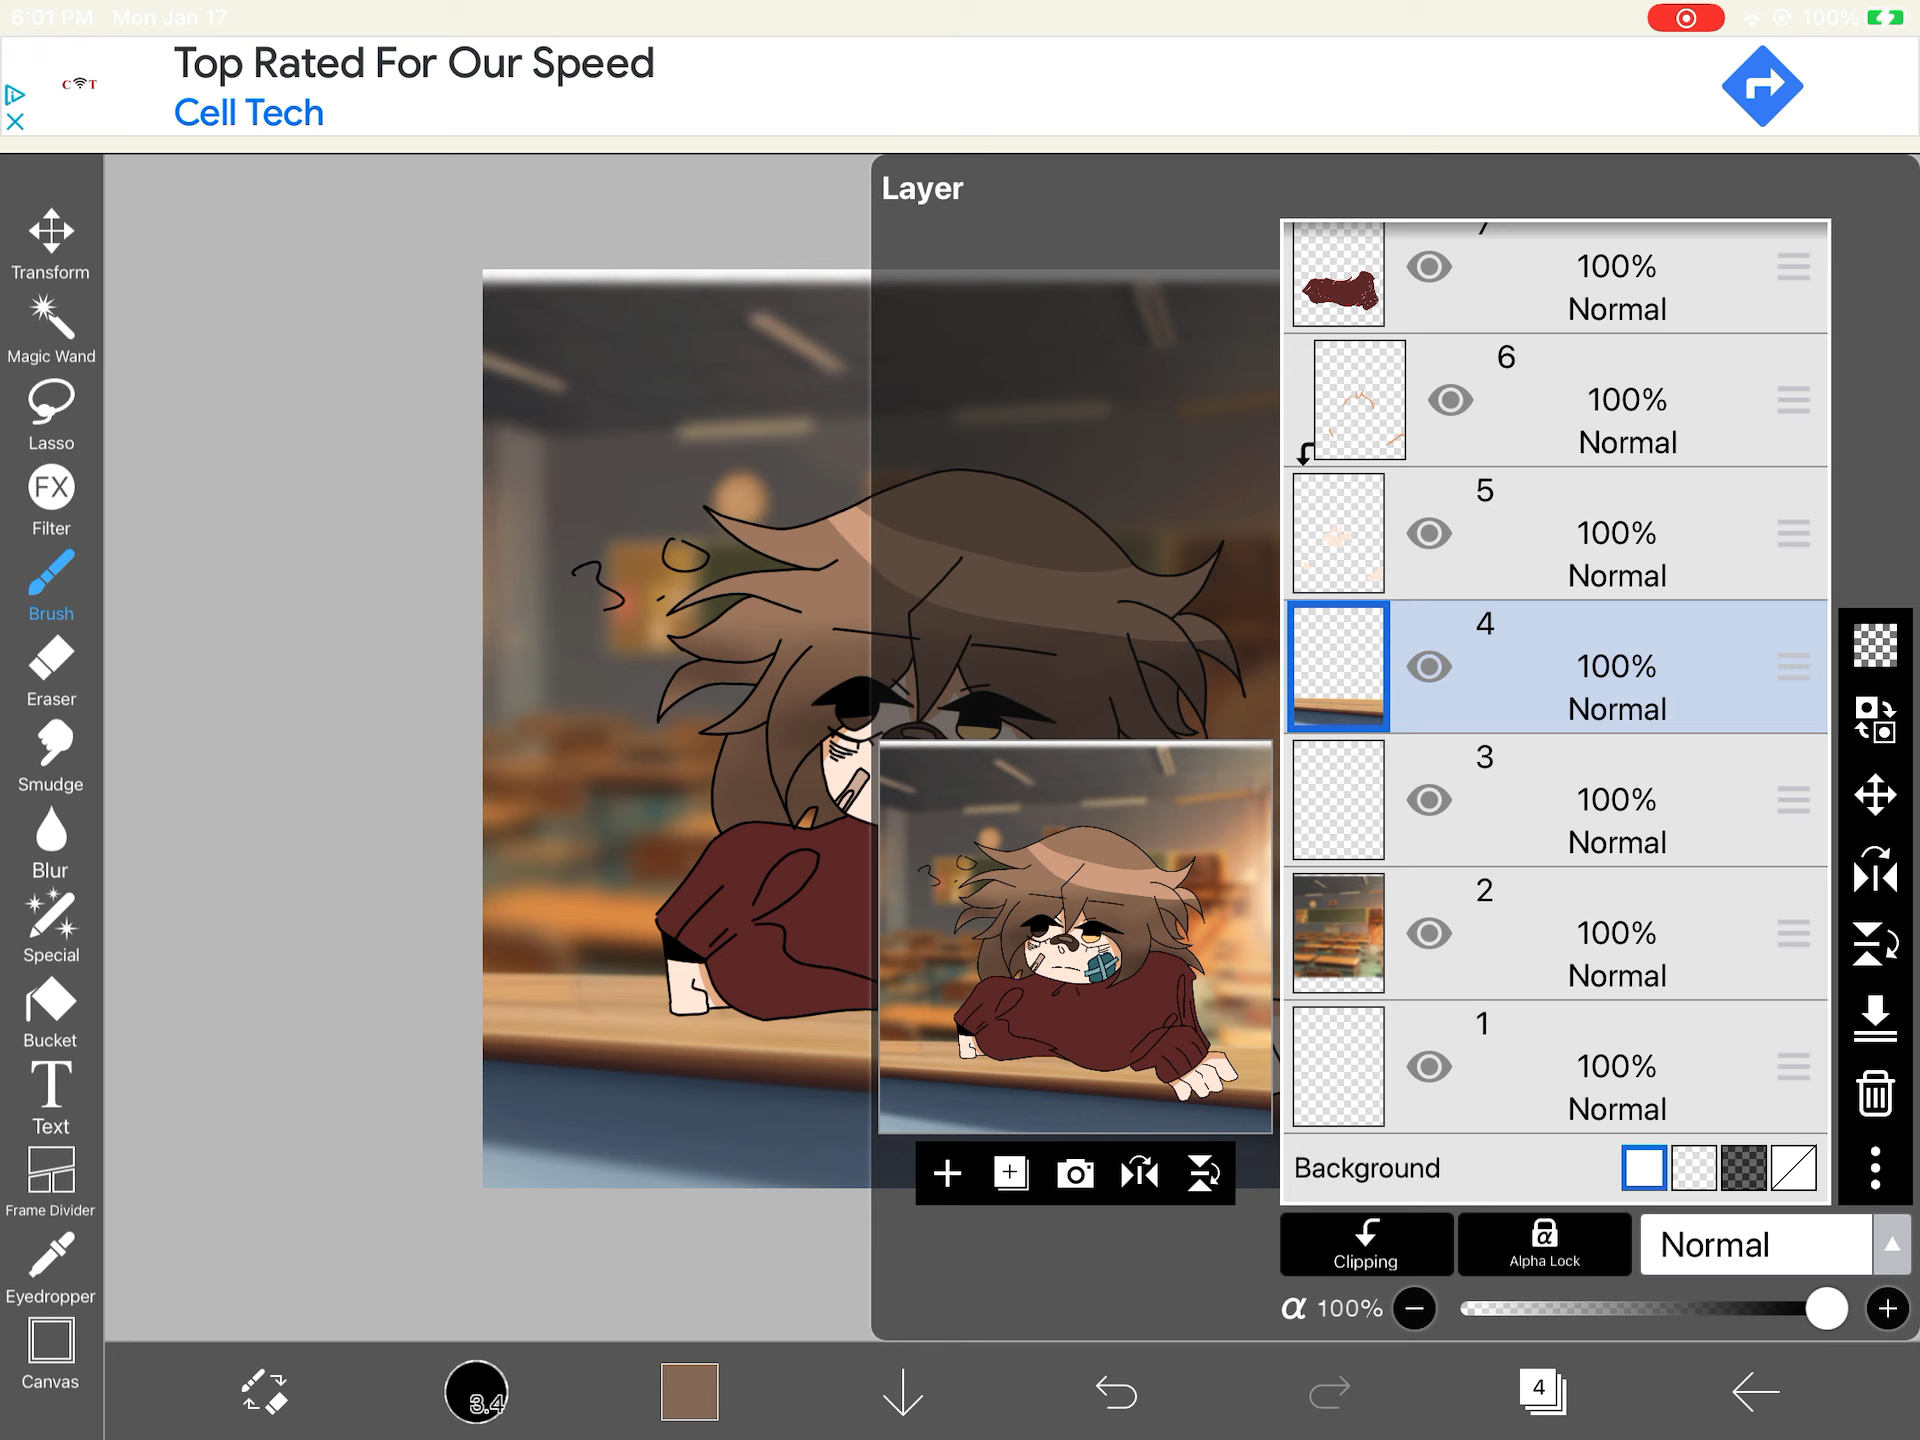 6:01 PM Mon Jan 17
100%
C T
Top Rated For Our Speed
Cell Tech
Layer
Transform
Magic Wand
Lasso
FX
Filter
Brush
Eraser
Smudge
Blur
Special
Bucket
T
Text
Frame Divider
Eyedropper
Canvas
7
100%
Normal
6
100%
Normal
5
100%
Normal
4
100%
Normal
3
100%
Normal
2
100%
Normal
1
100%
Normal
Background
Clipping
α
Alpha Lock
Normal
α 100%
3.4
4